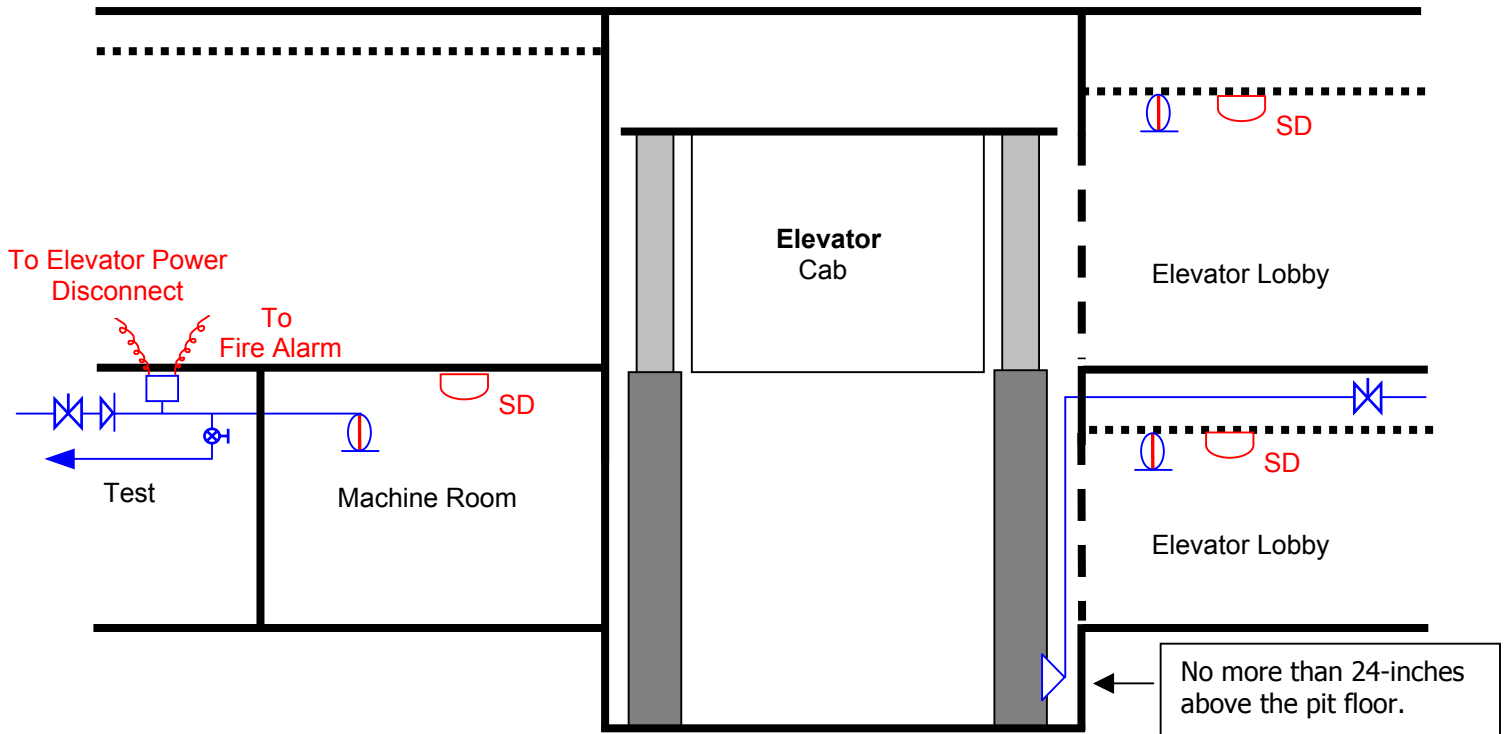 SD
Elevator
Cab
Elevator Lobby
To Elevator Power
Disconnect
To
Fire Alarm
SD
SD
Test
Machine Room
Elevator Lobby
No more than 24-inches
above the pit floor.